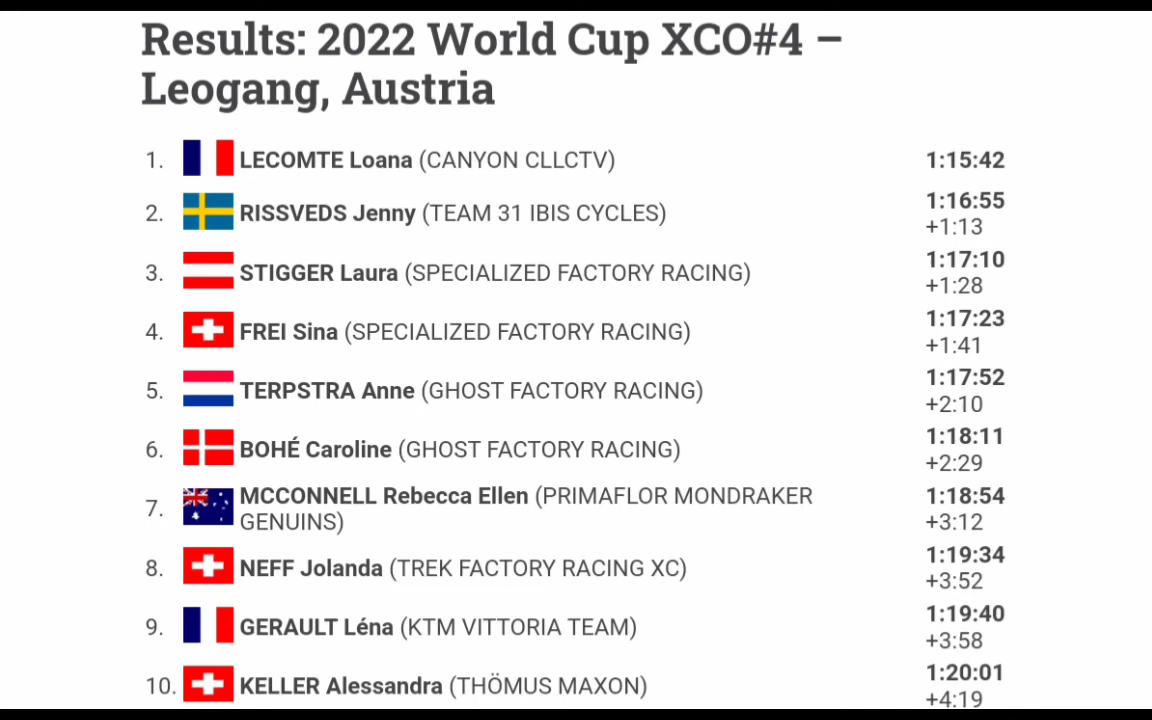 Results: 2022 World Cup XCO#4 –
Leogang, Austria
1. LECOMTE Loana (CANYON CLLCTV) 1:15:42
2. RISSVEDS Jenny (TEAM 31 IBIS CYCLES) 1:16:55
+1:13
3. STIGGER Laura (SPECIALIZED FACTORY RACING) 1:17:10
+1:28
4. FREI Sina (SPECIALIZED FACTORY RACING) 1:17:23
+1:41
5. TERPSTRA Anne (GHOST FACTORY RACING) 1:17:52
+2:10
6. BOHÉ Caroline (GHOST FACTORY RACING) 1:18:11
+2:29
7. MCCONNELL Rebecca Ellen (PRIMAFLOR MONDRAKER 1:18:54
GENUINS) +3:12
8. NEFF Jolanda (TREK FACTORY RACING XC) 1:19:34
+3:52
9. GERAULT Léna (KTM VITTORIA TEAM) 1:19:40
+3:58
10. KELLER Alessandra (THÖMUS MAXON) 1:20:01
+4:19